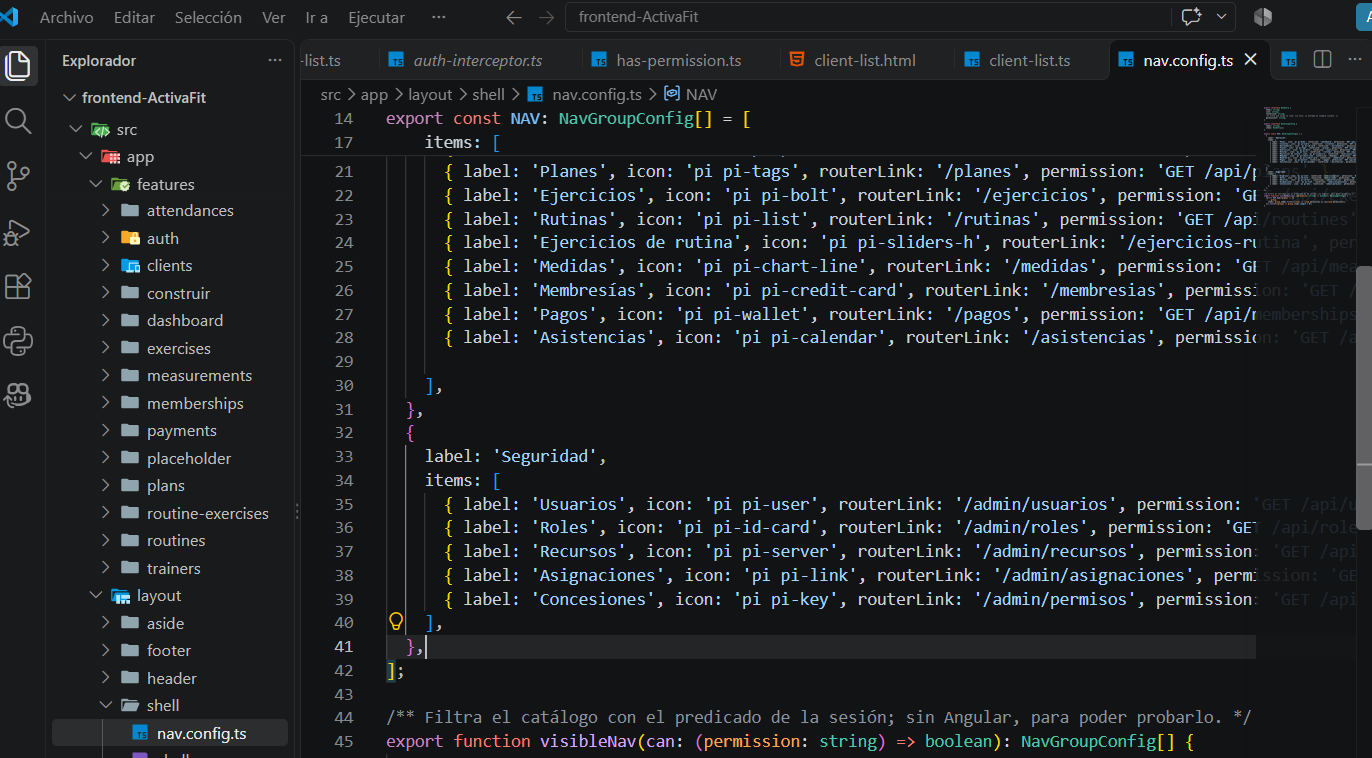 Archivo Editar Selección Ver Ir a Ejecutar ··· frontend-ActivaFit
Explorador ···
frontend-ActivaFit
src
app
features
attendances
auth
clients
construir
dashboard
exercises
measurements
memberships
payments
placeholder
plans
routine-exercises
routines
trainers
layout
aside
footer
header
shell
nav.config.ts
-list.ts auth-interceptor.ts has-permission.ts client-list.html client-list.ts nav.config.ts
src > app > layout > shell > nav.config.ts > NAV
14 export const NAV: NavGroupConfig[] = [
17 items: [
21 { label: 'Planes', icon: 'pi pi-tags', routerLink: '/planes', permission: 'GET /api/p
22 { label: 'Ejercicios', icon: 'pi pi-bolt', routerLink: '/ejercicios', permission: 'GE
23 { label: 'Rutinas', icon: 'pi pi-list', routerLink: '/rutinas', permission: 'GET /api/routines'
24 { label: 'Ejercicios de rutina', icon: 'pi pi-sliders-h', routerLink: '/ejercicios-rutina', per
25 { label: 'Medidas', icon: 'pi pi-chart-line', routerLink: '/medidas', permission: 'GET /api/mea
26 { label: 'Membresías', icon: 'pi pi-credit-card', routerLink: '/membresias', permission: 'GET /
27 { label: 'Pagos', icon: 'pi pi-wallet', routerLink: '/pagos', permission: 'GET /api/memberships
28 { label: 'Asistencias', icon: 'pi pi-calendar', routerLink: '/asistencias', permission: 'GET /a
29
30 ],
31 },
32 {
33 label: 'Seguridad',
34 items: [
35 { label: 'Usuarios', icon: 'pi pi-user', routerLink: '/admin/usuarios', permission: 'GET /api/u
36 { label: 'Roles', icon: 'pi pi-id-card', routerLink: '/admin/roles', permission: 'GET /api/role
37 { label: 'Recursos', icon: 'pi pi-server', routerLink: '/admin/recursos', permission: 'GET /api
38 { label: 'Asignaciones', icon: 'pi pi-link', routerLink: '/admin/asignaciones', permission: 'GE
39 { label: 'Concesiones', icon: 'pi pi-key', routerLink: '/admin/permisos', permission: 'GET /api
40 ],
41 },
42 ];
43
44 /** Filtra el catálogo con el predicado de la sesión; sin Angular, para poder probarlo. */
45 export function visibleNav(can: (permission: string) => boolean): NavGroupConfig[] {